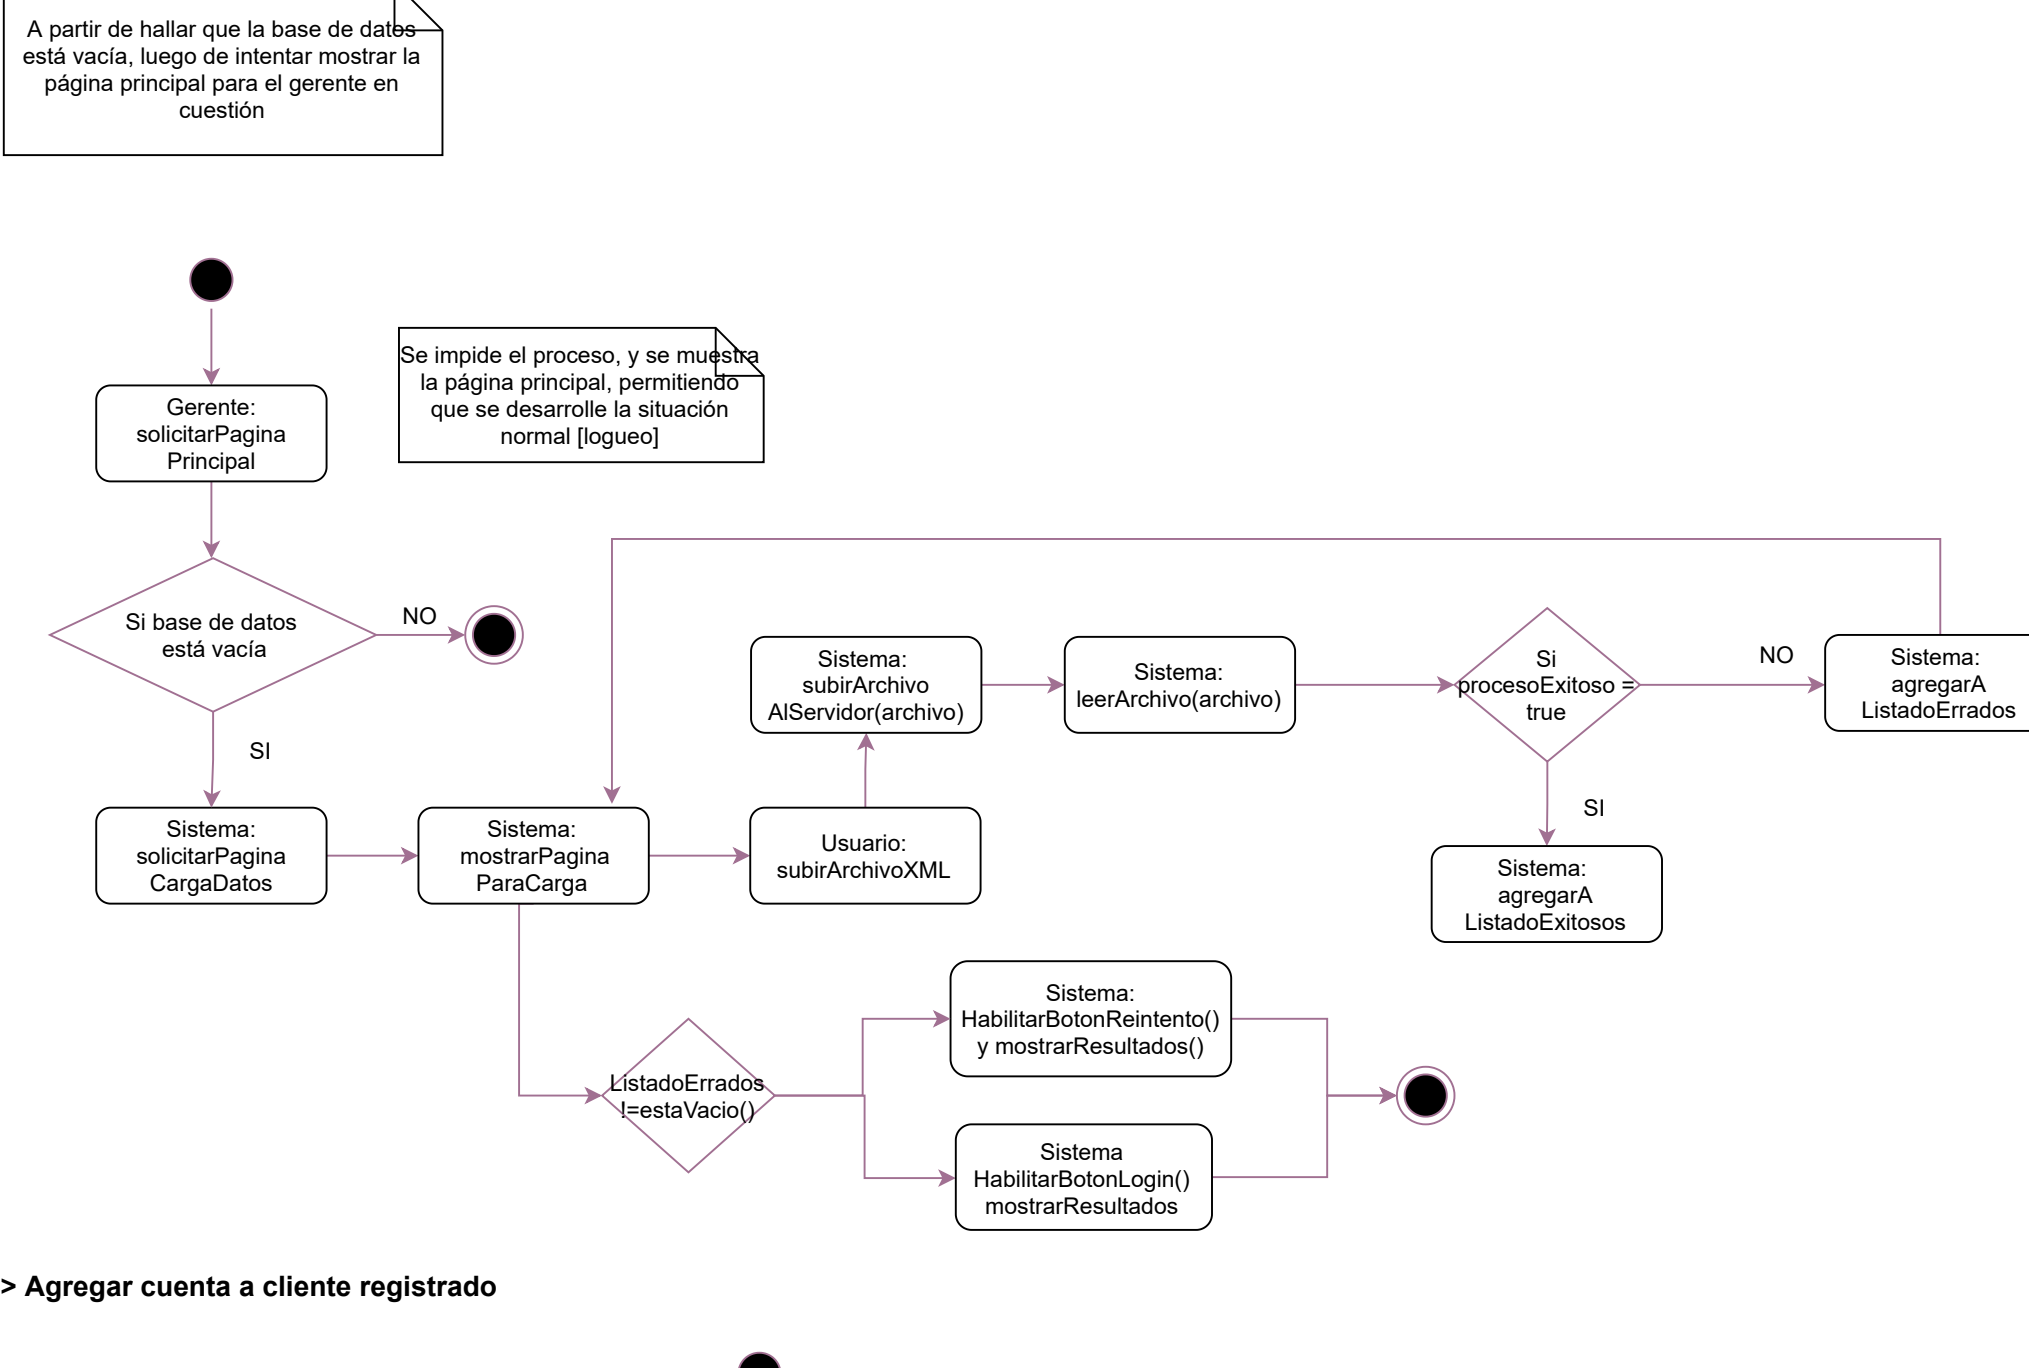 A partir de hallar que la base de datos
está vacía, luego de intentar mostrar la
página principal para el gerente en
cuestión
Se impide el proceso, y se muestra
la página principal, permitiendo
que se desarrolle la situación
normal [logueo]
Gerente:
solicitarPagina
Principal
Si base de datos
está vacía
NO
SI
Sistema:
solicitarPagina
CargaDatos
Sistema:
mostrarPagina
ParaCarga
Usuario:
subirArchivoXML
Sistema:
subirArchivo
AlServidor(archivo)
Sistema:
leerArchivo(archivo)
Si
procesoExitoso =
true
NO
Sistema:
agregarA
ListadoErrados
SI
Sistema:
agregarA
ListadoExitosos
ListadoErrados
!=estaVacio()
Sistema:
HabilitarBotonReintento()
y mostrarResultados()
Sistema
HabilitarBotonLogin()
mostrarResultados
> Agregar cuenta a cliente registrado